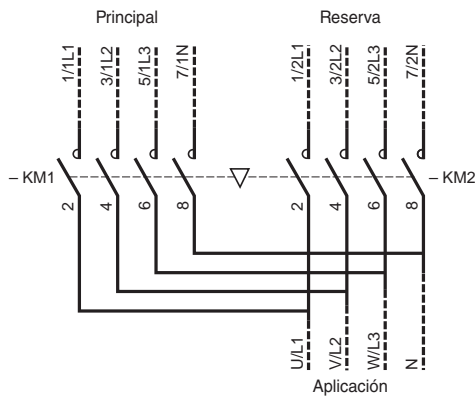 Principal
Reserva
1/1L1
3/1L2
5/1L3
7/1N
1/2L1
3/2L2
5/2L3
7/2N
– KM1
– KM2
2
4
6
8
2
4
6
8
U/L1
V/L2
W/L3
N
Aplicación